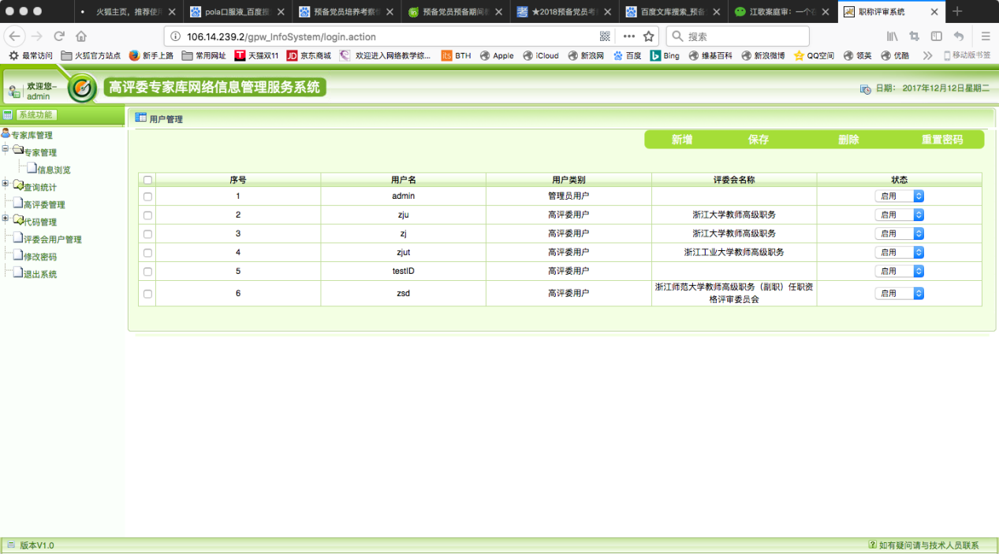 火狐主页，推荐使用
pola口服液_百度搜
预备党员培养考察
预备党员预备期间
★2018预备党员考
百度文库搜索_预备
江歌案庭审：一个
职称评审系统
106.14.239.2/gpw_InfoSystem/login.action
搜索
最常访问 火狐官方站点 新手上路 常用网址 天猫双11 JD 京东商城 欢迎进入网络教学综... its BTH Apple iCloud 新浪网 百度 Bing 维基百科 新浪微博 QQ空间 领英 优酷 移动版书签
欢迎您-
admin
高评委专家库网络信息管理服务系统
日期： 2017年12月12日星期二
系统功能
用户管理
专家库管理
专家管理
信息浏览
查询统计
高评委管理
代码管理
评委会用户管理
修改密码
退出系统
新增 保存 删除 重置密码
序号 用户名 用户类别 评委会名称 状态
1 admin 管理员用户 启用
2 zju 高评委用户 浙江大学教师高级职务 启用
3 zj 高评委用户 浙江大学教师高级职务 启用
4 zjut 高评委用户 浙江工业大学教师高级职务 启用
5 testID 高评委用户 启用
6 zsd 高评委用户 浙江师范大学教师高级职务（副职）任职资
格评审委员会 启用
版本V1.0
如有疑问请与技术人员联系